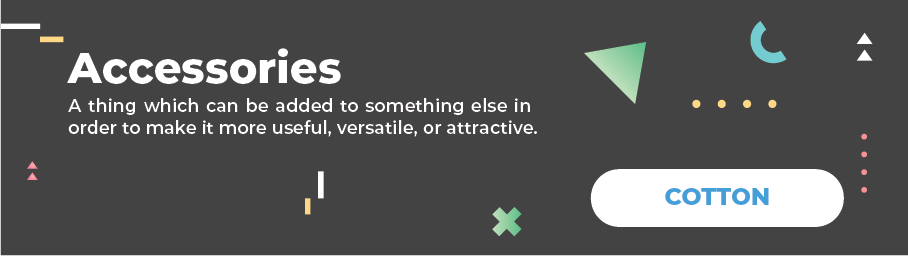 Accessories
A thing which can be added to something else in
order to make it more useful, versatile, or attractive.
COTTON